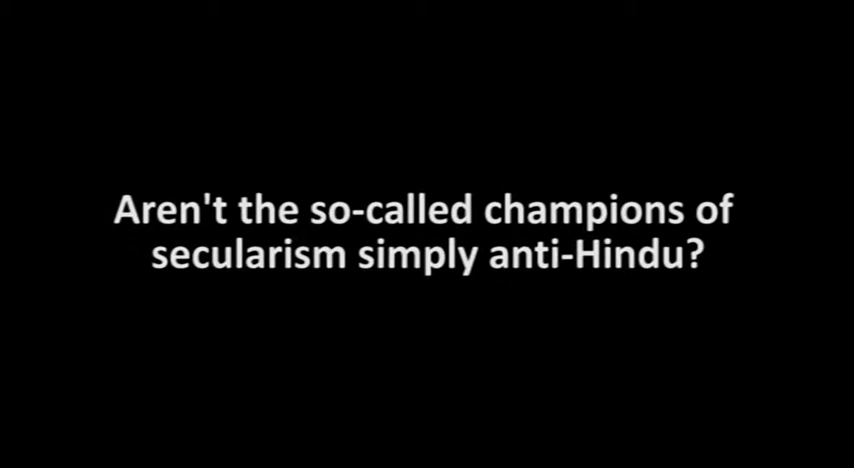 Aren't the so-called champions of
secularism simply anti-Hindu?